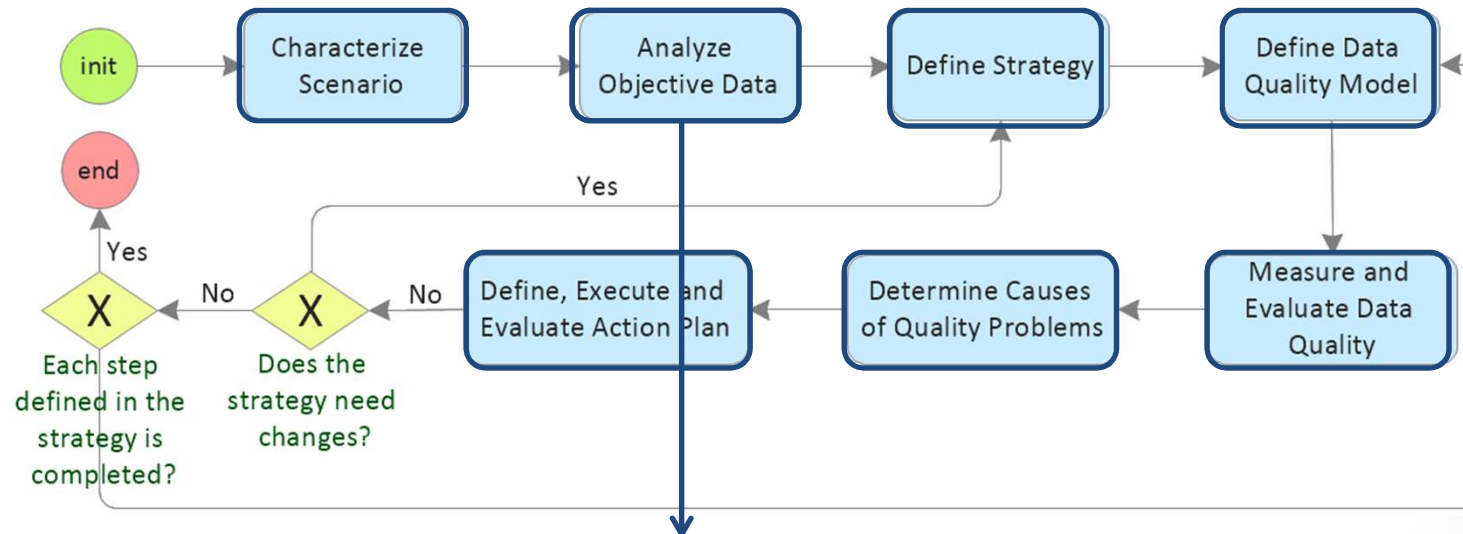 init
Characterize
Scenario
Analyze
Objective Data
Define Strategy
Define Data
Quality Model
end
Yes
Yes
Measure and
Evaluate Data
Quality
Determine Causes
of Quality Problems
Define, Execute and
Evaluate Action Plan
No
X
No
X
Does the
strategy need
changes?
Each step
defined in the
strategy is
completed?